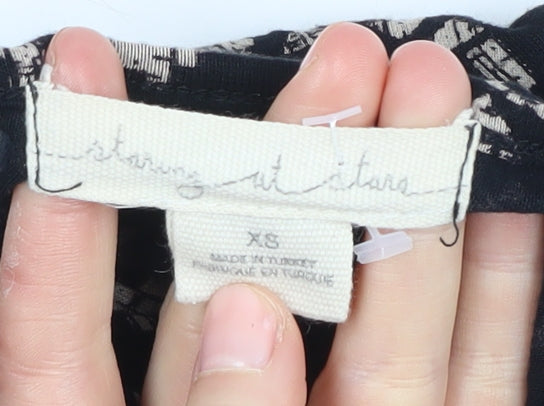 staring at stars
XS
MADE IN TURKEY
FABRIQUÉ EN TURQUIE